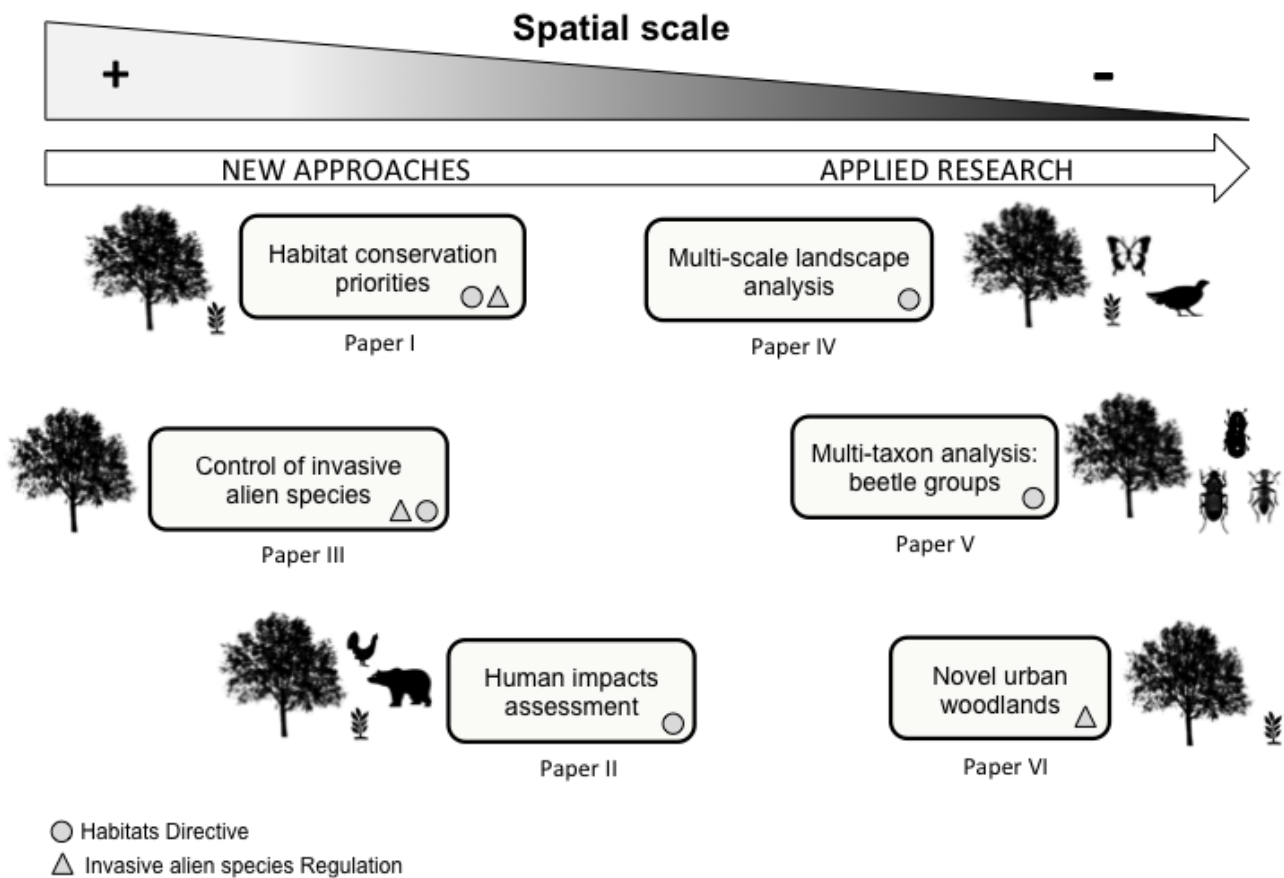 Spatial scale
+
-
NEW APPROACHES
APPLIED RESEARCH
Habitat conservation
priorities
Paper I
Multi-scale landscape
analysis
Paper IV
Control of invasive
alien species
Paper III
Multi-taxon analysis:
beetle groups
Paper V
Human impacts
assessment
Paper II
Novel urban
woodlands
Paper VI
Habitats Directive
Invasive alien species Regulation